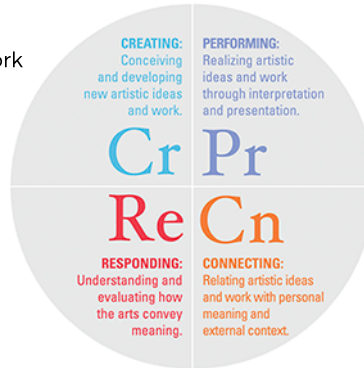 CREATING:
Conceiving
and developing
new artistic ideas
and work.
Cr
PERFORMING:
Realizing artistic
ideas and work
through interpretation
and presentation.
Pr
Re
RESPONDING:
Understanding and
evaluating how
the arts convey
meaning.
Cn
CONNECTING:
Relating artistic ideas
and work with personal
meaning and
external context.